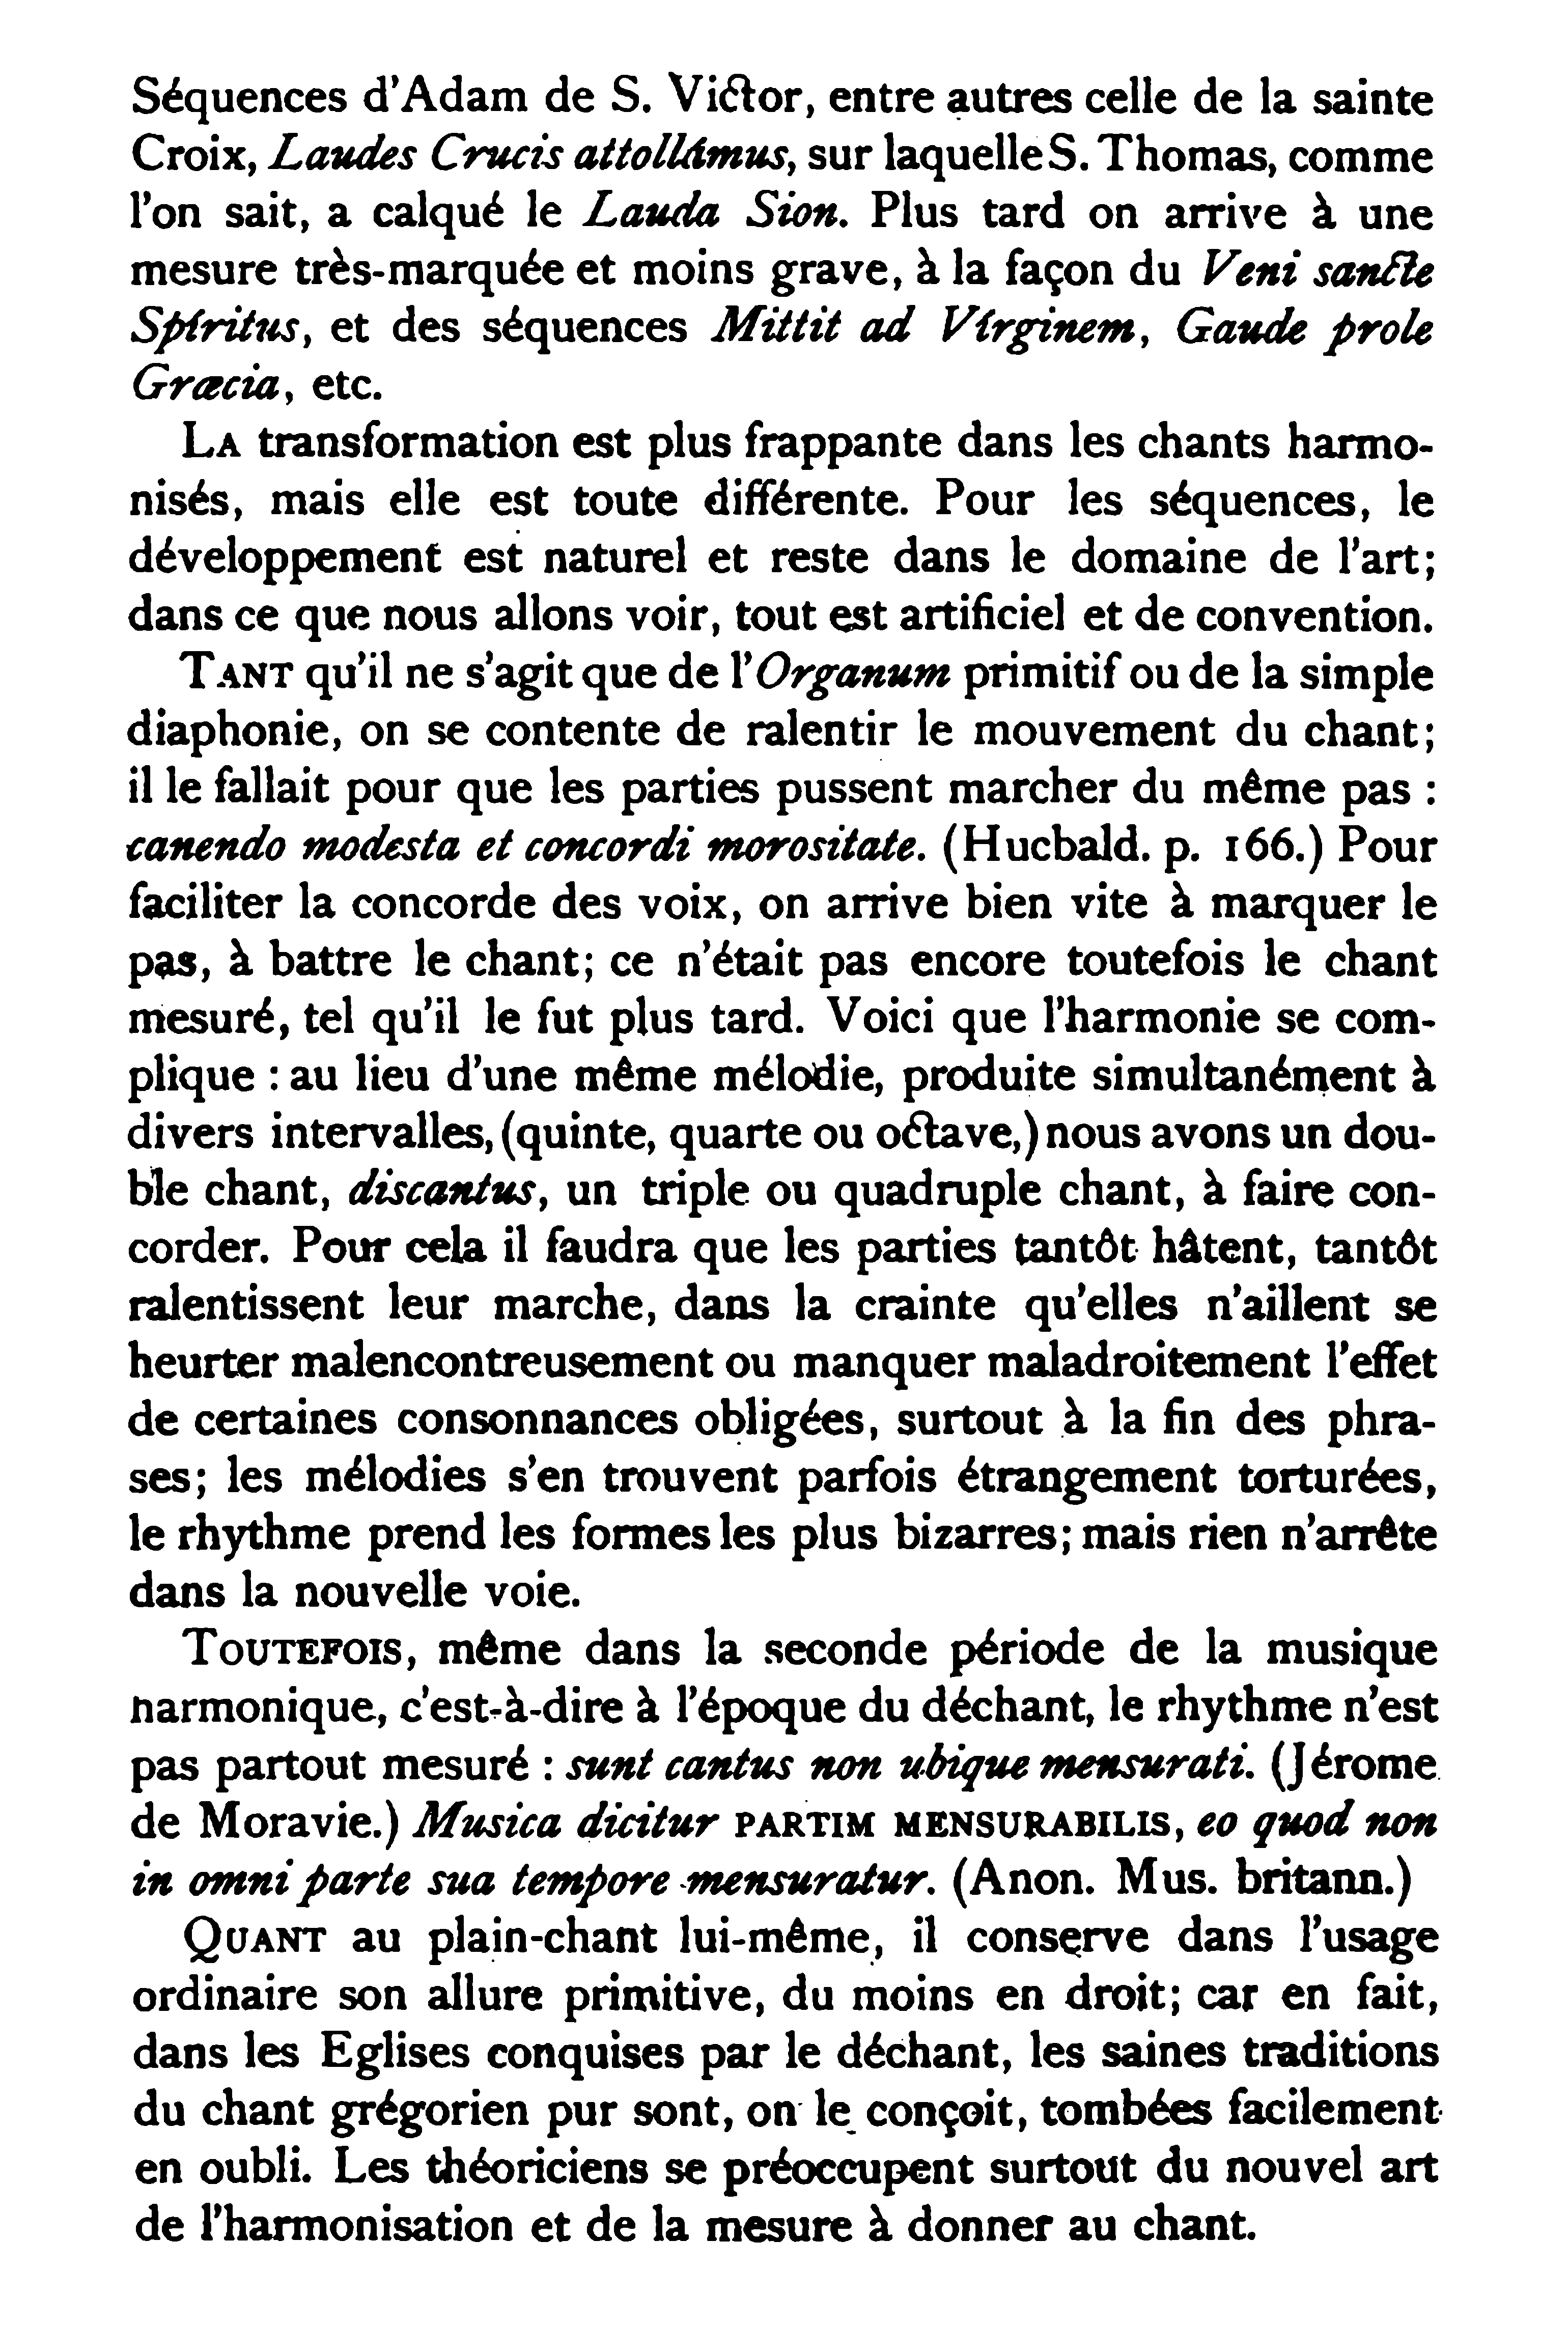 Séquences d'Adam de S. Victor, entre autres celle de la sainte
Croix, Laudes Crucis attollámus, sur laquelle S. Thomas, comme
l'on sait, a calqué le Lauda Sion. Plus tard on arrive à une
mesure très-marquée et moins grave, à la façon du Veni sancte
Spíritus, et des séquences Mittit ad Vírginem, Gaude prole
Græcia, etc.
LA transformation est plus frappante dans les chants harmo-
nisés, mais elle est toute différente. Pour les séquences, le
développement est naturel et reste dans le domaine de l'art;
dans ce que nous allons voir, tout est artificiel et de convention.
TANT qu'il ne s'agit que de l'Organum primitif ou de la simple
diaphonie, on se contente de ralentir le mouvement du chant;
il le fallait pour que les parties pussent marcher du même pas :
canendo modesta et concordi morositate. (Hucbald. p. 166.) Pour
faciliter la concorde des voix, on arrive bien vite à marquer le
pas, à battre le chant; ce n'était pas encore toutefois le chant
mesuré, tel qu'il le fut plus tard. Voici que l'harmonie se com-
plique : au lieu d'une même mélodie, produite simultanément à
divers intervalles, (quinte, quarte ou octave,) nous avons un dou-
ble chant, discantus, un triple ou quadruple chant, à faire con-
corder. Pour cela il faudra que les parties tantôt hâtent, tantôt
ralentissent leur marche, dans la crainte qu'elles n'aillent se
heurter malencontreusement ou manquer maladroitement l'effet
de certaines consonnances obligées, surtout à la fin des phra-
ses; les mélodies s'en trouvent parfois étrangement torturées,
le rhythme prend les formes les plus bizarres; mais rien n'arrête
dans la nouvelle voie.
TOUTEFOIS, même dans la seconde période de la musique
harmonique, c'est-à-dire à l'époque du déchant, le rhythme n'est
pas partout mesuré : sunt cantus non ubique mensurati. (Jérome
de Moravie.) Musica dicitur PARTIM MENSURABILIS, eo quod non
in omni parte sua tempore mensuratur. (Anon. Mus. britann.)
QUANT au plain-chant lui-même, il conserve dans l'usage
ordinaire son allure primitive, du moins en droit; car en fait,
dans les Eglises conquises par le déchant, les saines traditions
du chant grégorien pur sont, on le conçoit, tombées facilement
en oubli. Les théoriciens se préoccupent surtout du nouvel art
de l'harmonisation et de la mesure à donner au chant.